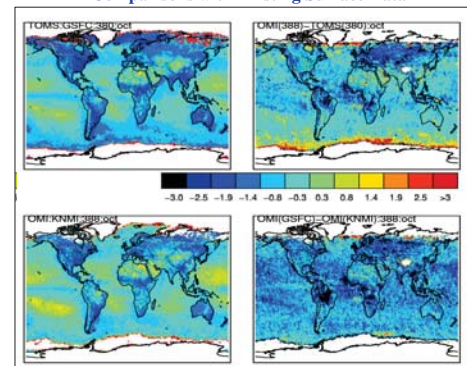 TOMS:GSFC:380:oct
OMI(388)-TOMS(380):oct
-3.0 -2.5 -1.9 -1.4 -0.8 -0.3 0.3 0.8 1.4 1.9 2.5 >3
OMI:KNMI:388:oct
OMI(GSFC)-OMI(KNMI):388:oct